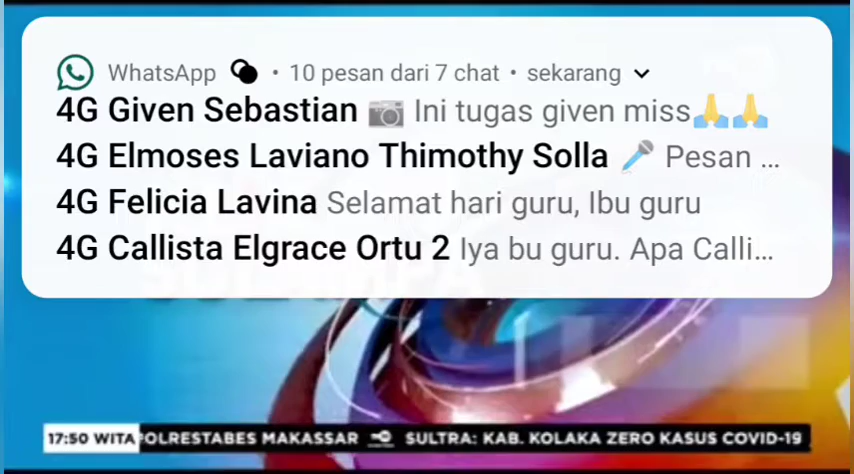 WhatsApp • 10 pesan dari 7 chat • sekarang
4G Given Sebastian 📷 Ini tugas given miss🙏🙏
4G Elmoses Laviano Thimothy Solla 🎤 Pesan ...
4G Felicia Lavina Selamat hari guru, Ibu guru
4G Callista Elgrace Ortu 2 Iya bu guru. Apa Calli...
17:50 WITA POLRESTABES MAKASSAR SULTRA: KAB. KOLAKA ZERO KASUS COVID-19